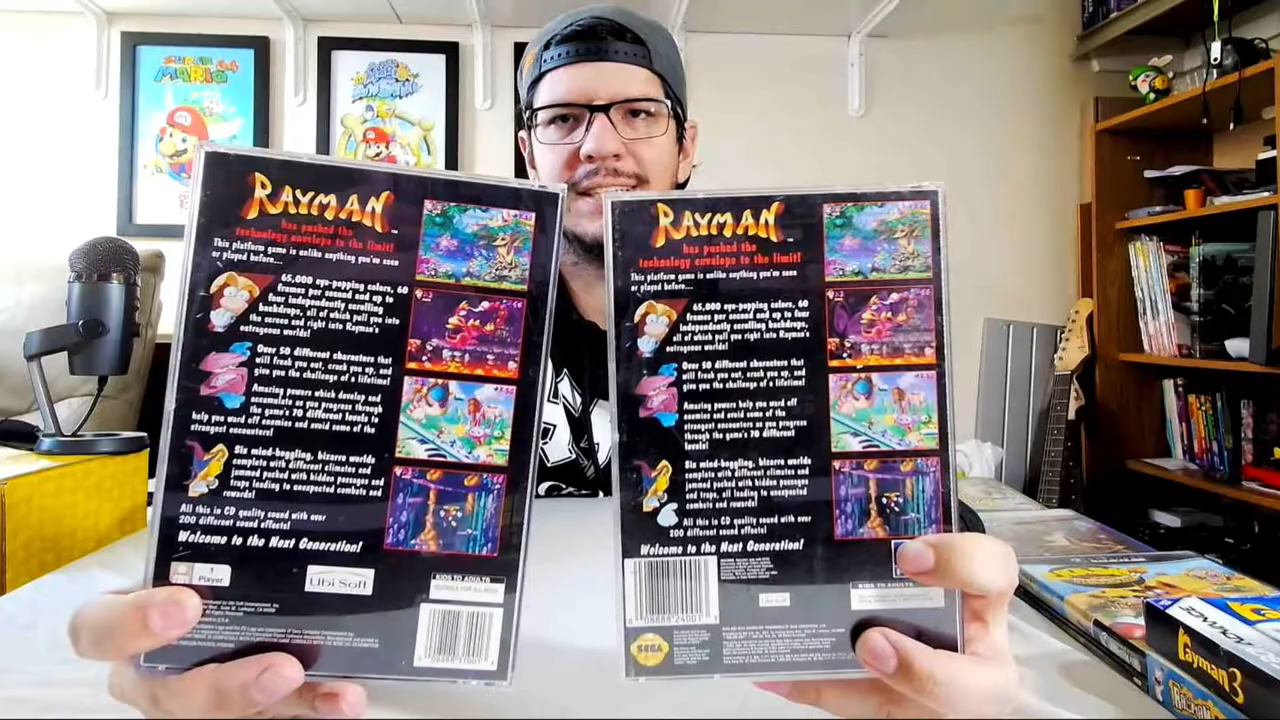 SUPER
MARIO 64
RAYMAN
has pushed the
technology envelope to the limit!
This platform game is unlike anything you've seen
or played before...
65,000 eye-popping colors, 60
frames per second and up to
four independently scrolling
backdrops, all of which pull you into
the screen and right into Rayman's
outrageous worlds!
Over 50 different characters that
will freak you out, crack you up, and
give you the challenge of a lifetime!
Amazing powers which develop and
accumulate as you progress through
the game's 70 different levels to
help you ward off enemies and avoid some of the
strangest encounters!
Six mind-boggling, bizarre worlds
complete with different climates and
jammed packed with hidden passages and
traps leading to unexpected combats and
rewards!
All this in CD quality sound with over
200 different sound effects!
Welcome to the Next Generation!
1
Player
Ubi Soft
KIDS TO ADULTS
RAYMAN
has pushed the
technology envelope to the limit!
This platform game is unlike anything you've seen
or played before...
65,000 eye-popping colors, 60
frames per second and up to four
independently scrolling backdrops,
all of which pull you into Rayman's
outrageous worlds!
Over 50 different characters that
will freak you out, crack you up, and
give you the challenge of a lifetime!
Amazing powers help you ward off
enemies and avoid some of the
strangest encounters as you progress
through the game's 70 different
levels!
Six mind-boggling, bizarre worlds
complete with different climates and
jammed packed with hidden passages
and traps, all leading to unexpected
combats and rewards!
All this in CD quality sound with over
200 different sound effects!
Welcome to the Next Generation!
Ubi Soft
KIDS TO ADULTS
SEGA
Rayman 3
RAYMAN